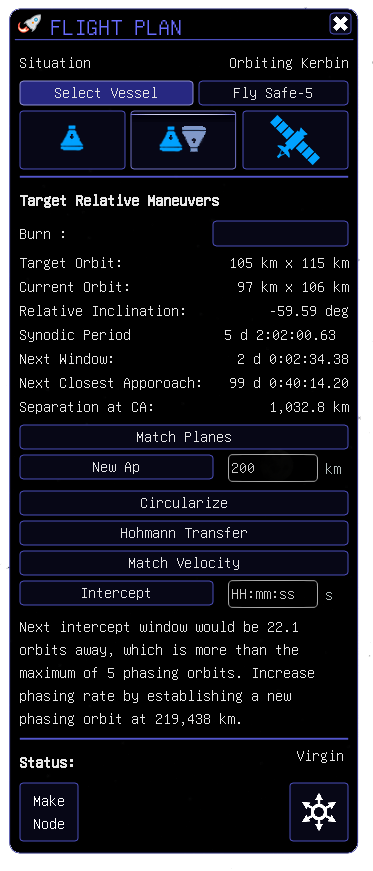 FLIGHT PLAN
Situation Orbiting Kerbin
Select Vessel Fly Safe-5
Target Relative Maneuvers
Burn :
Target Orbit: 105 km x 115 km
Current Orbit: 97 km x 106 km
Relative Inclination: -59.59 deg
Synodic Period 5 d 2:02:00.63
Next Window: 2 d 0:02:34.38
Next Closest Apporoach: 99 d 0:40:14.20
Separation at CA: 1,032.8 km
Match Planes
New Ap 200 km
Circularize
Hohmann Transfer
Match Velocity
Intercept HH:mm:ss s
Next intercept window would be 22.1
orbits away, which is more than the
maximum of 5 phasing orbits. Increase
phasing rate by establishing a new
phasing orbit at 219,438 km.
Status: Virgin
Make
Node